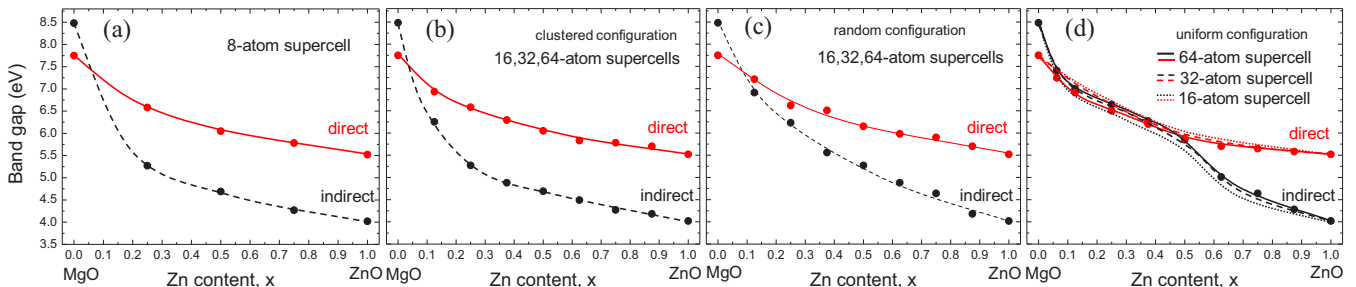 Band gap (eV)
8.5
8.0
7.5
7.0
6.5
6.0
5.5
5.0
4.5
4.0
3.5
(a)
8-atom supercell
direct
indirect
0.0 0.1 0.2 0.3 0.4 0.5 0.6 0.7 0.8 0.9 1.0
MgO Zn content, x ZnO
(b)
clustered configuration
16,32,64-atom supercells
direct
indirect
0.0 0.1 0.2 0.3 0.4 0.5 0.6 0.7 0.8 0.9 1.0
MgO Zn content, x ZnO
(c)
random configuration
16,32,64-atom supercells
direct
indirect
0.0 0.1 0.2 0.3 0.4 0.5 0.6 0.7 0.8 0.9 1.0
MgO Zn content, x ZnO
(d)
uniform configuration
64-atom supercell
32-atom supercell
16-atom supercell
direct
indirect
0.0 0.1 0.2 0.3 0.4 0.5 0.6 0.7 0.8 0.9 1.0
MgO Zn content, x ZnO